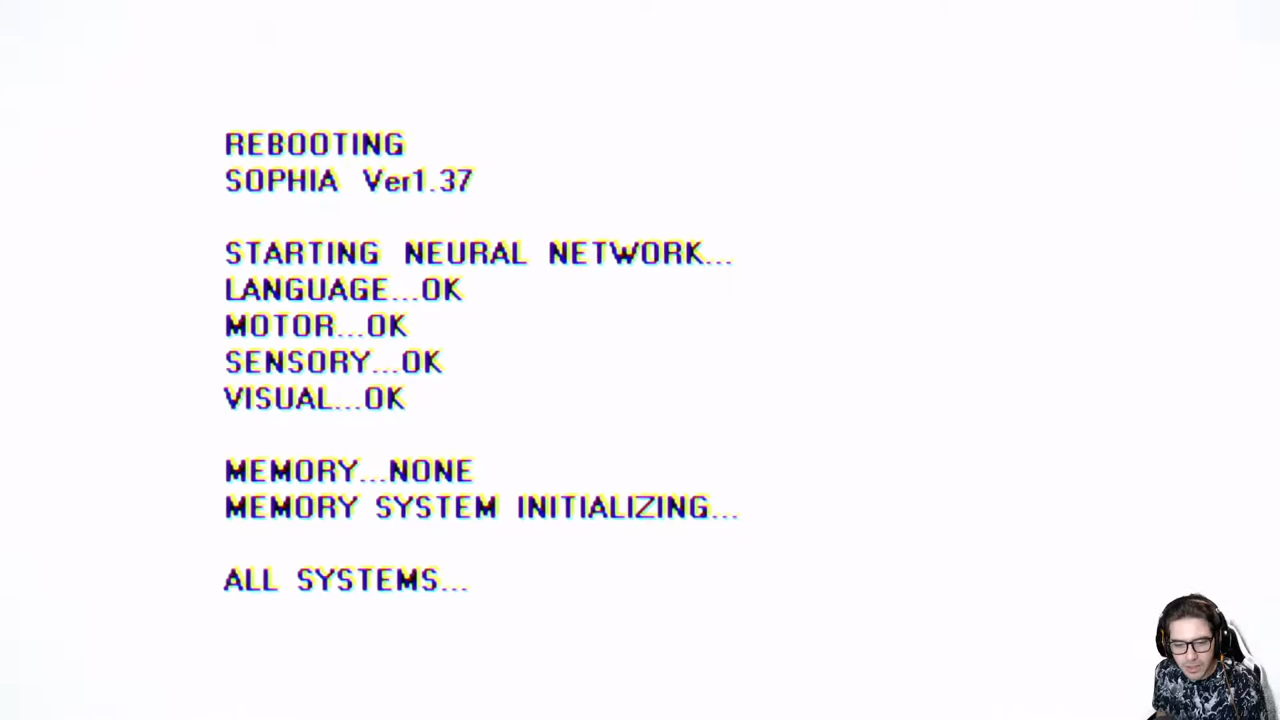 REBOOTING
SOPHIA Ver1.37
STARTING NEURAL NETWORK...
LANGUAGE...OK
MOTOR...OK
SENSORY...OK
VISUAL...OK
MEMORY...NONE
MEMORY SYSTEM INITIALIZING...
ALL SYSTEMS...